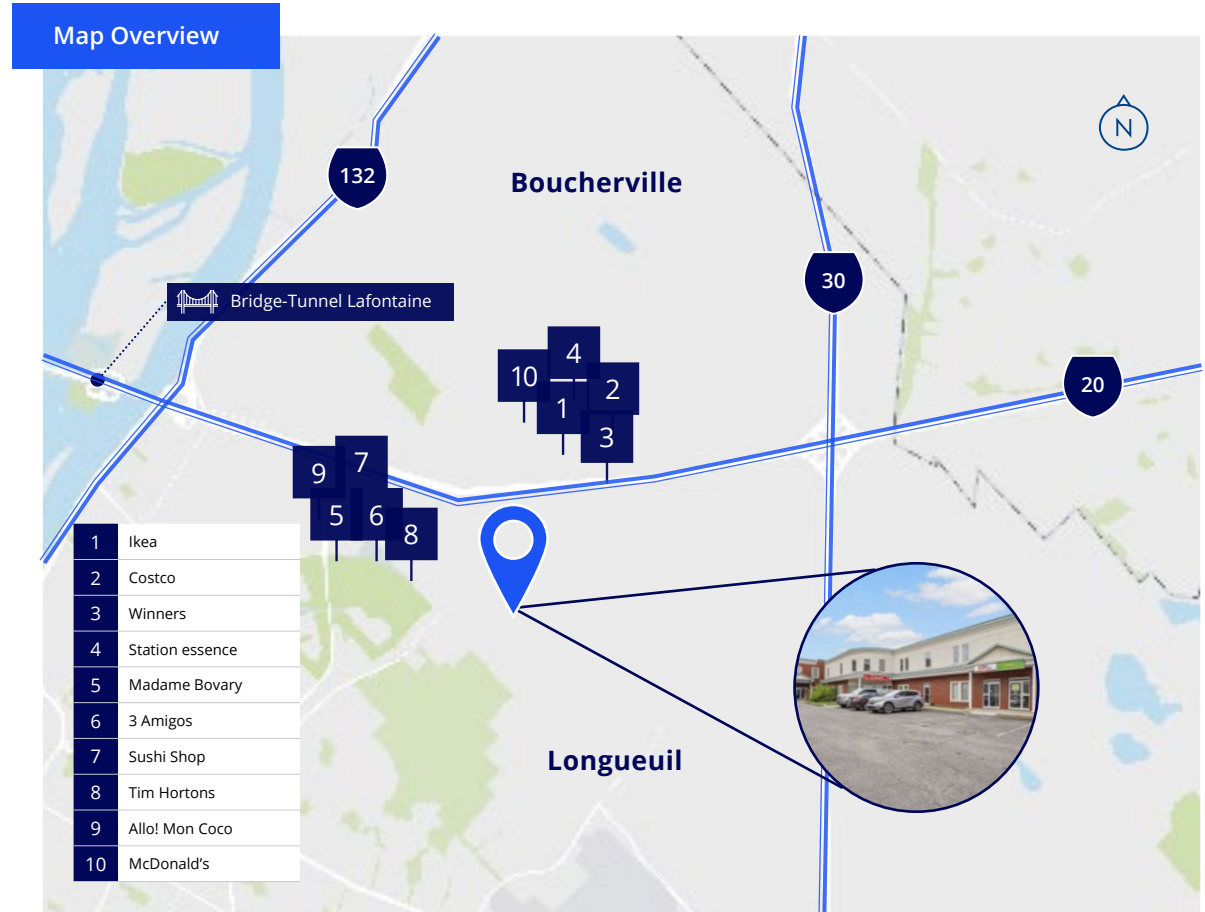 Map Overview
N
132
Boucherville
30
Bridge-Tunnel Lafontaine
4
10
2
20
1
3
7
9
5
6
8
1 Ikea
2 Costco
3 Winners
4 Station essence
5 Madame Bovary
6 3 Amigos
7 Sushi Shop
8 Tim Hortons
9 Allo! Mon Coco
10 McDonald’s
Longueuil